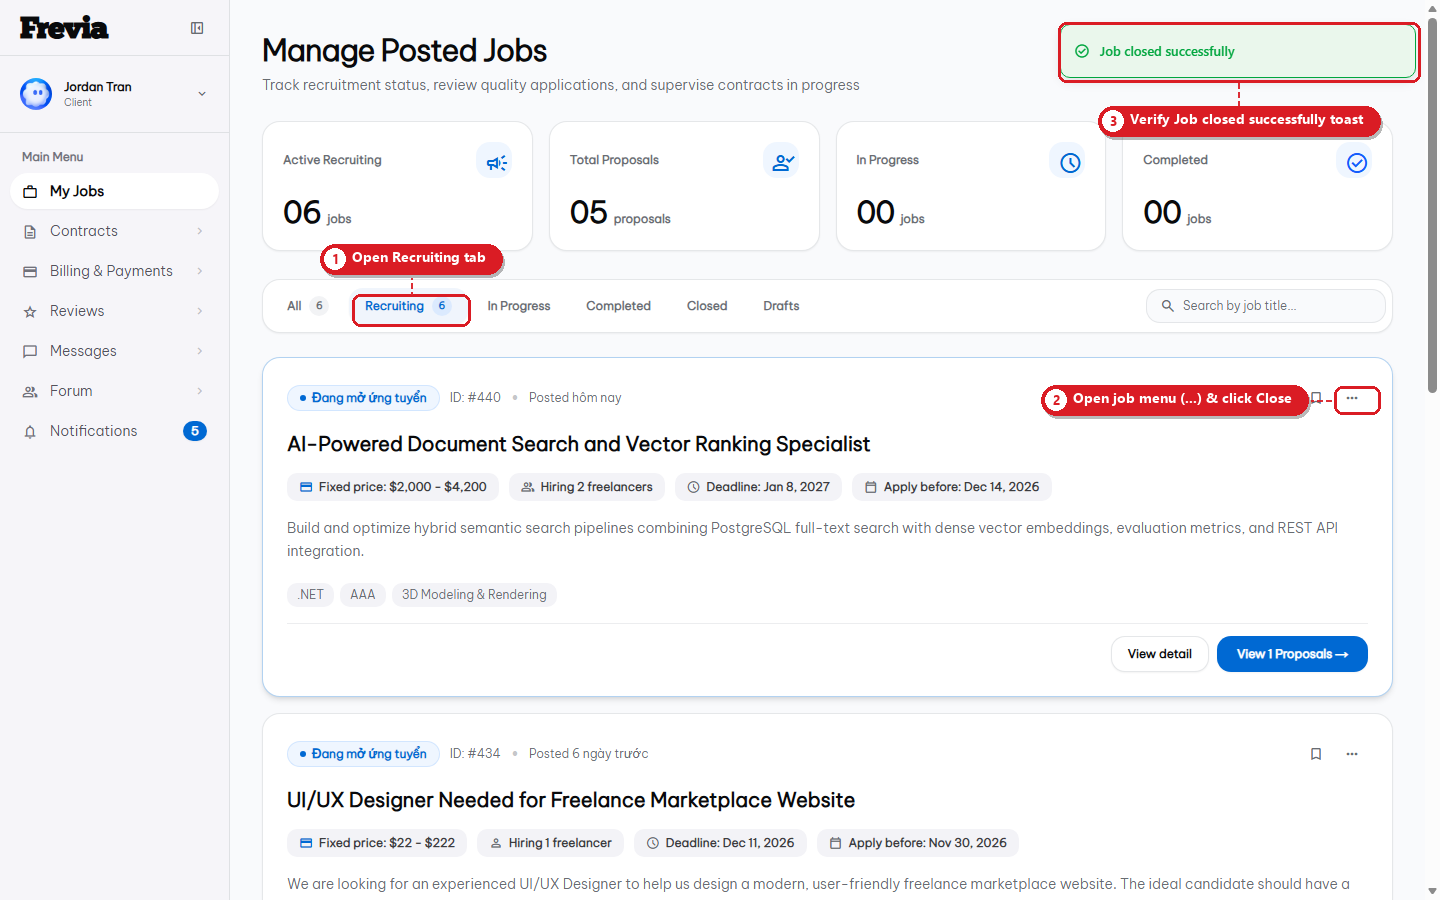 Frevia
Jordan Tran
Client
Main Menu
My Jobs
Contracts
Billing & Payments
Reviews
Messages
Forum
Notifications 5
Manage Posted Jobs
Track recruitment status, review quality applications, and supervise contracts in progress
Job closed successfully
3 Verify Job closed successfully toast
Active Recruiting
06 jobs
Total Proposals
05 proposals
In Progress
00 jobs
Completed
00 jobs
1 Open Recruiting tab
All 6 Recruiting 6 In Progress Completed Closed Drafts Search by job title...
Đang mở ứng tuyển ID: #440 • Posted hôm nay
2 Open job menu (...) & click Close
AI-Powered Document Search and Vector Ranking Specialist
Fixed price: $2,000 - $4,200 Hiring 2 freelancers Deadline: Jan 8, 2027 Apply before: Dec 14, 2026
Build and optimize hybrid semantic search pipelines combining PostgreSQL full-text search with dense vector embeddings, evaluation metrics, and REST API
integration.
.NET AAA 3D Modeling & Rendering
View detail View 1 Proposals →
Đang mở ứng tuyển ID: #434 • Posted 6 ngày trước
UI/UX Designer Needed for Freelance Marketplace Website
Fixed price: $22 - $222 Hiring 1 freelancer Deadline: Dec 11, 2026 Apply before: Nov 30, 2026
We are looking for an experienced UI/UX Designer to help us design a modern, user-friendly freelance marketplace website. The ideal candidate should have a